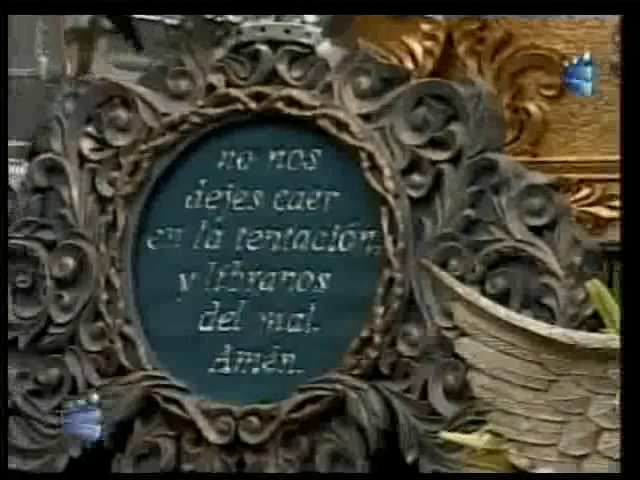 no nos
dejes caer
en la tentación,
y líbranos
del mal.
Amén.